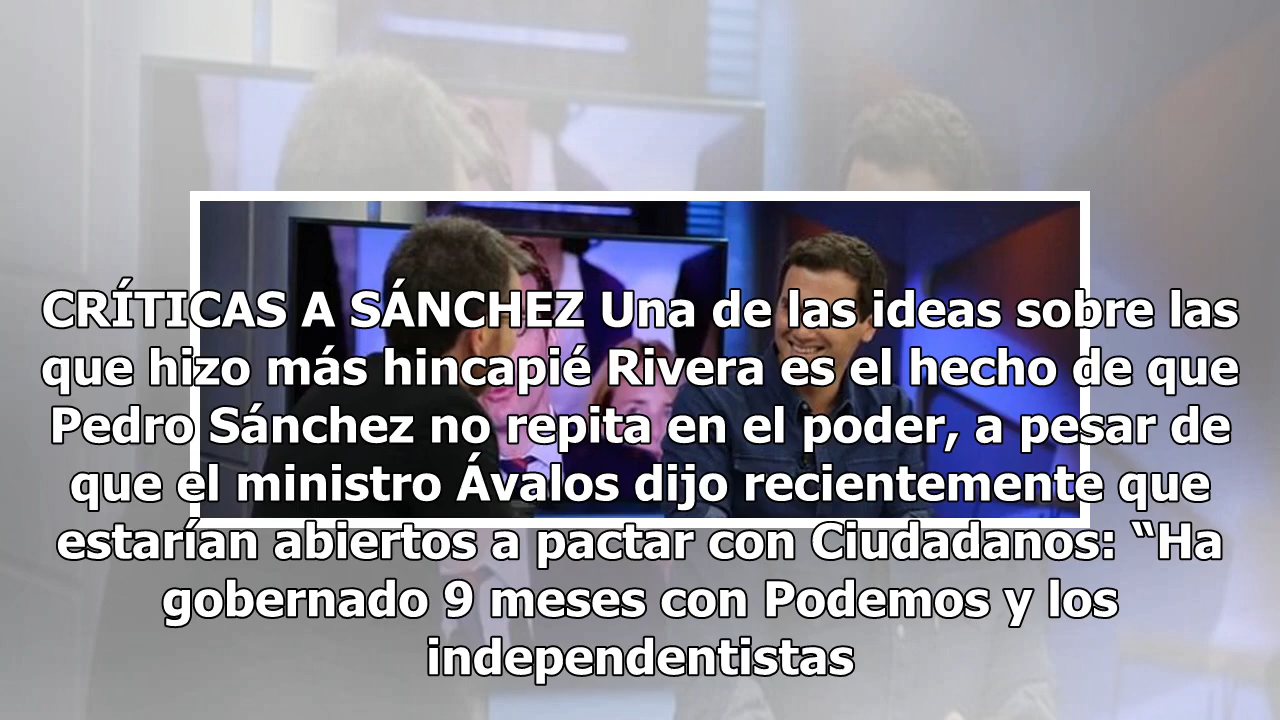 CRÍTICAS A SÁNCHEZ Una de las ideas sobre las
que hizo más hincapié Rivera es el hecho de que
Pedro Sánchez no repita en el poder, a pesar de
que el ministro Ávalos dijo recientemente que
estarían abiertos a pactar con Ciudadanos: “Ha
gobernado 9 meses con Podemos y los
independentistas